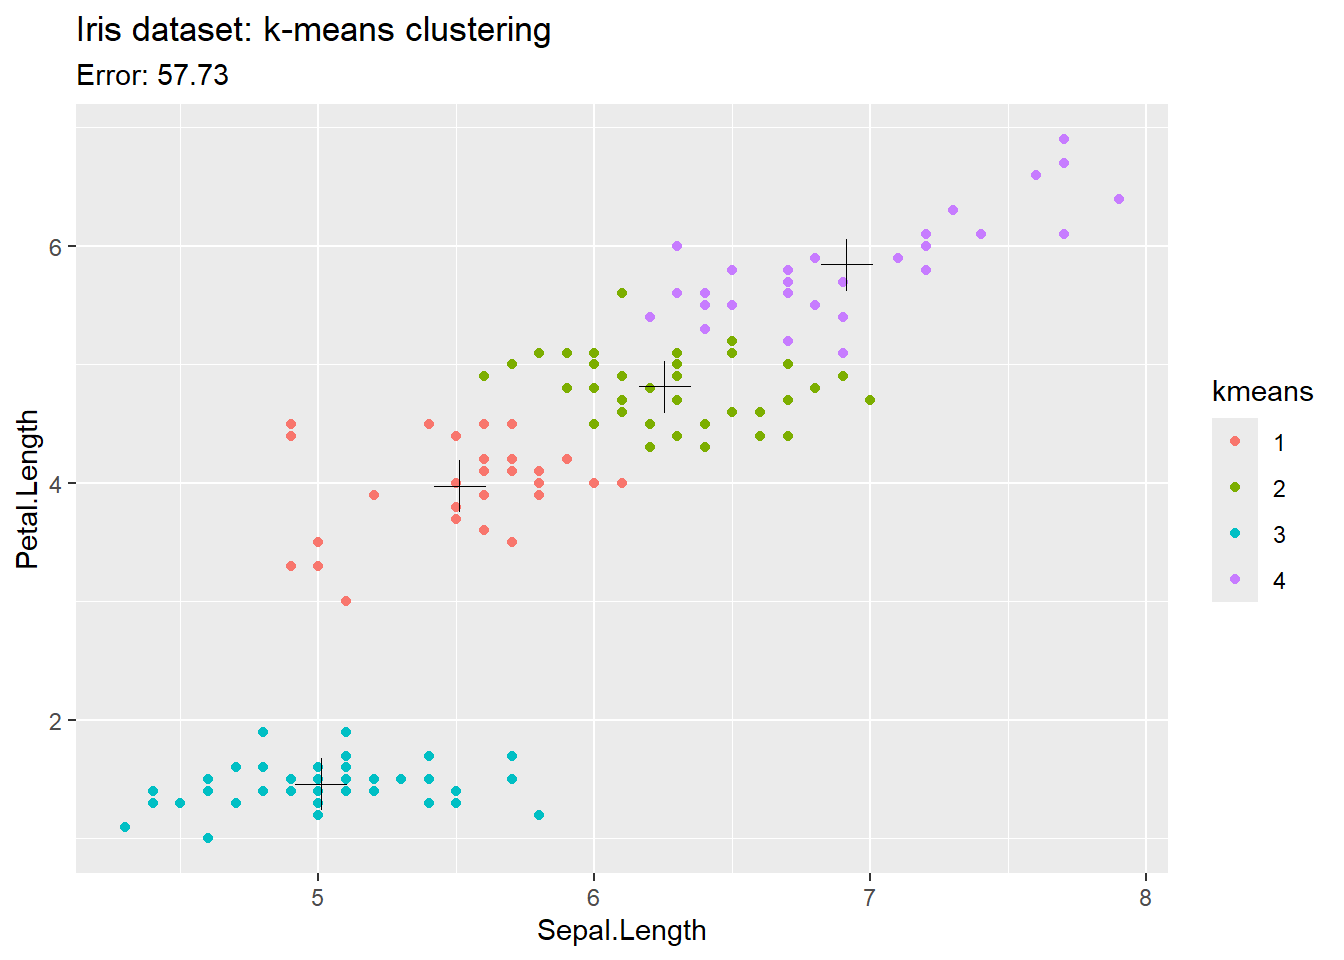 Iris dataset: k-means clustering
Error: 57.73
Petal.Length
6
4
2
5
6
7
8
Sepal.Length
kmeans
1
2
3
4